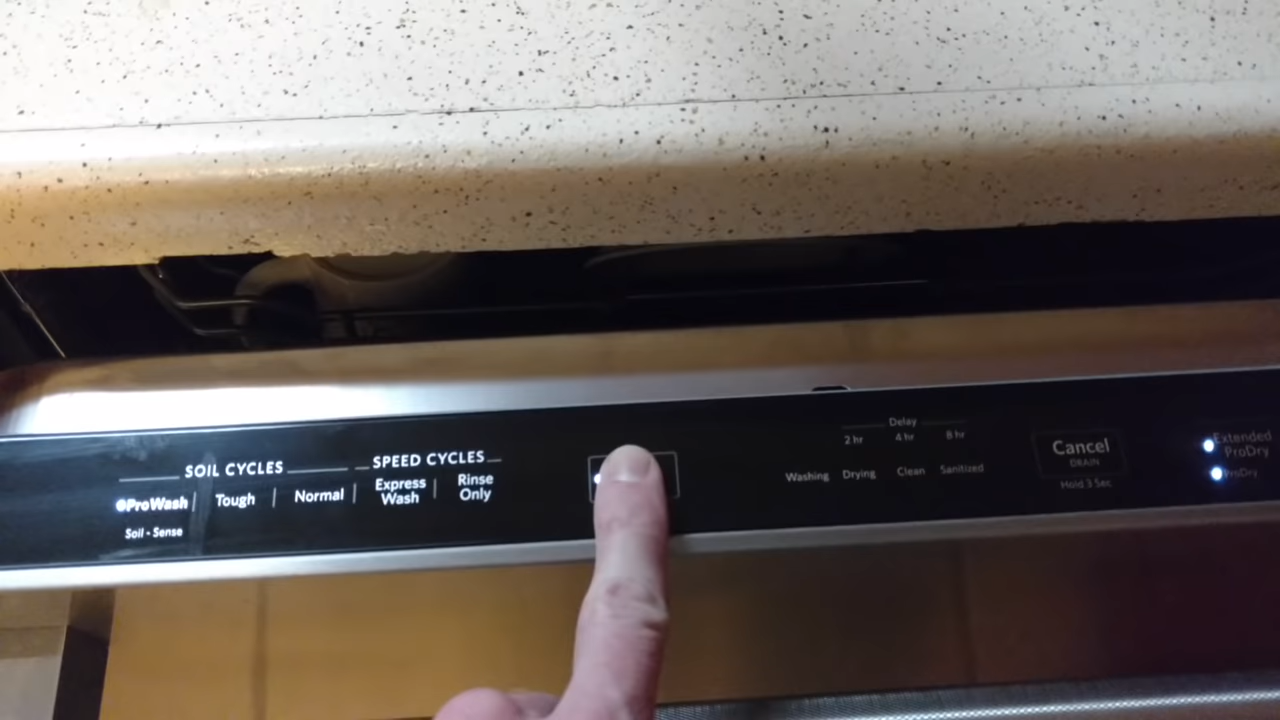 SOIL CYCLES
ProWash Tough Normal
Soil - Sense
SPEED CYCLES
Express Wash
Rinse Only
Delay
2 hr 4 hr 8 hr
Washing Drying Clean Sanitized
Cancel
DRAIN
Hold 3 Sec
Extended
ProDry
ProDry